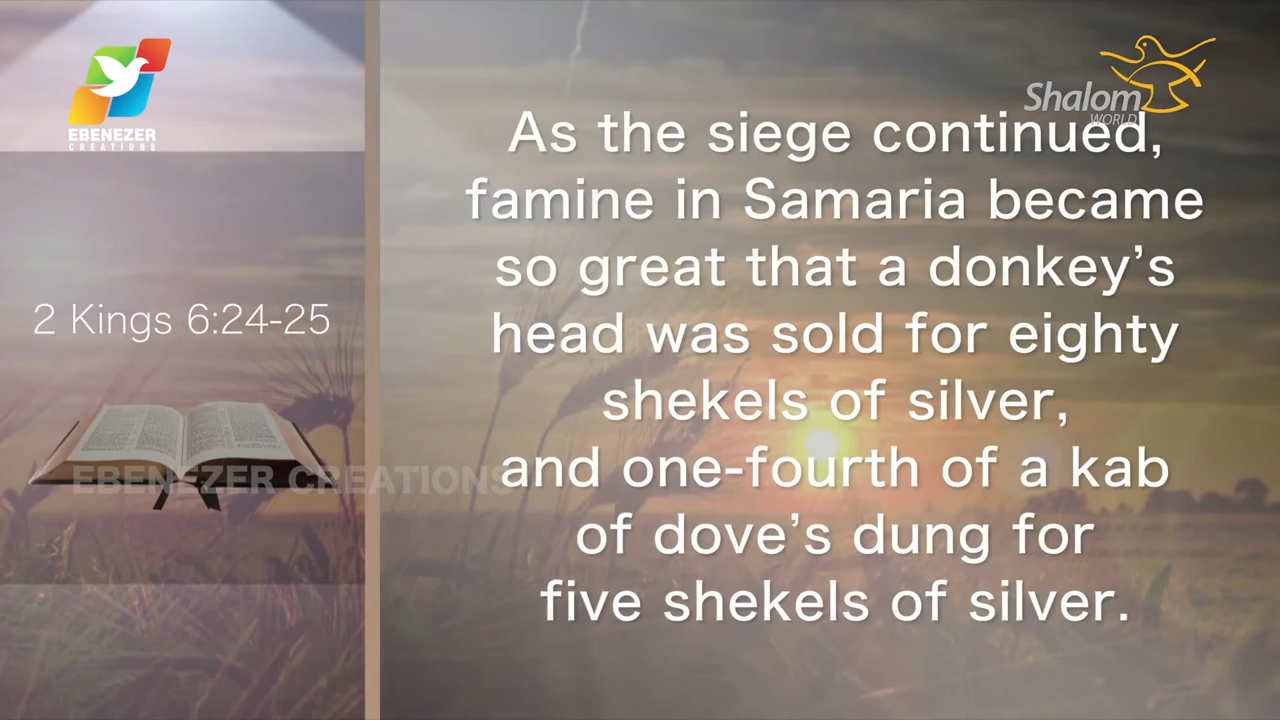 EBENEZER
CREATIONS
Shalom
WORLD
2 Kings 6:24-25
As the siege continued,
famine in Samaria became
so great that a donkey’s
head was sold for eighty
shekels of silver,
and one-fourth of a kab
of dove’s dung for
five shekels of silver.
EBENEZER CREATIONS